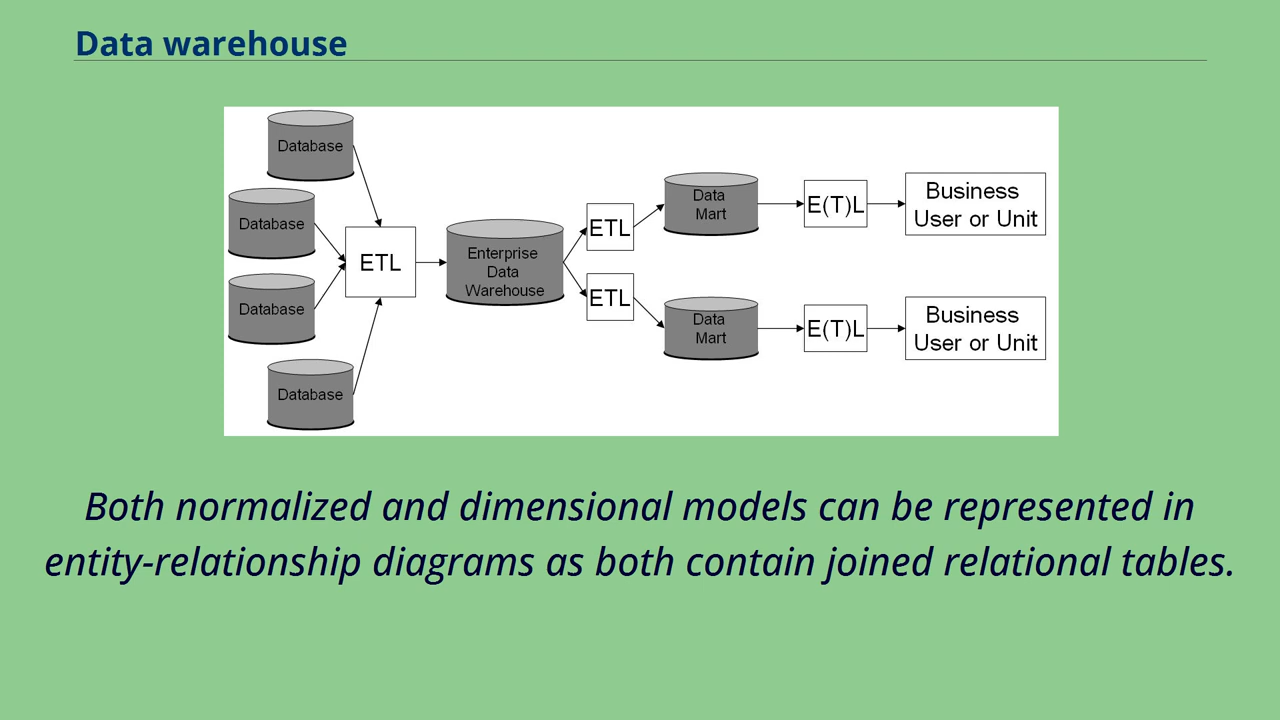 Data warehouse
Database
Database
Database
Database
ETL
Enterprise
Data
Warehouse
ETL
ETL
Data
Mart
E(T)L
Business
User or Unit
Data
Mart
E(T)L
Business
User or Unit
Both normalized and dimensional models can be represented in
entity-relationship diagrams as both contain joined relational tables.